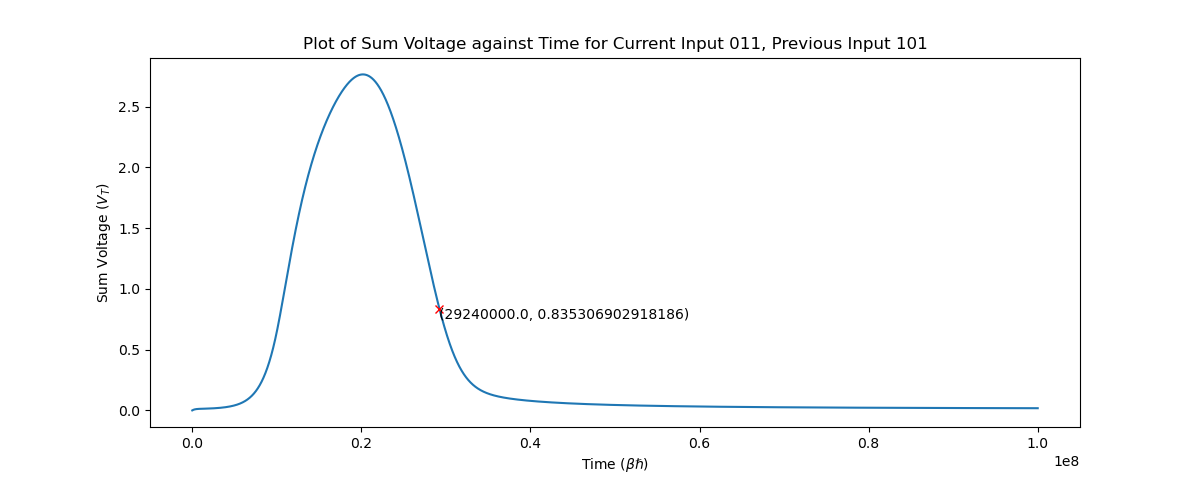 Plot of Sum Voltage against Time for Current Input 011, Previous Input 101
Sum Voltage (V_T)
2.5
2.0
1.5
1.0
0.5
0.0
(29240000.0, 0.835306902918186)
0.0 0.2 0.4 0.6 0.8 1.0
1e8
Time (βℏ)